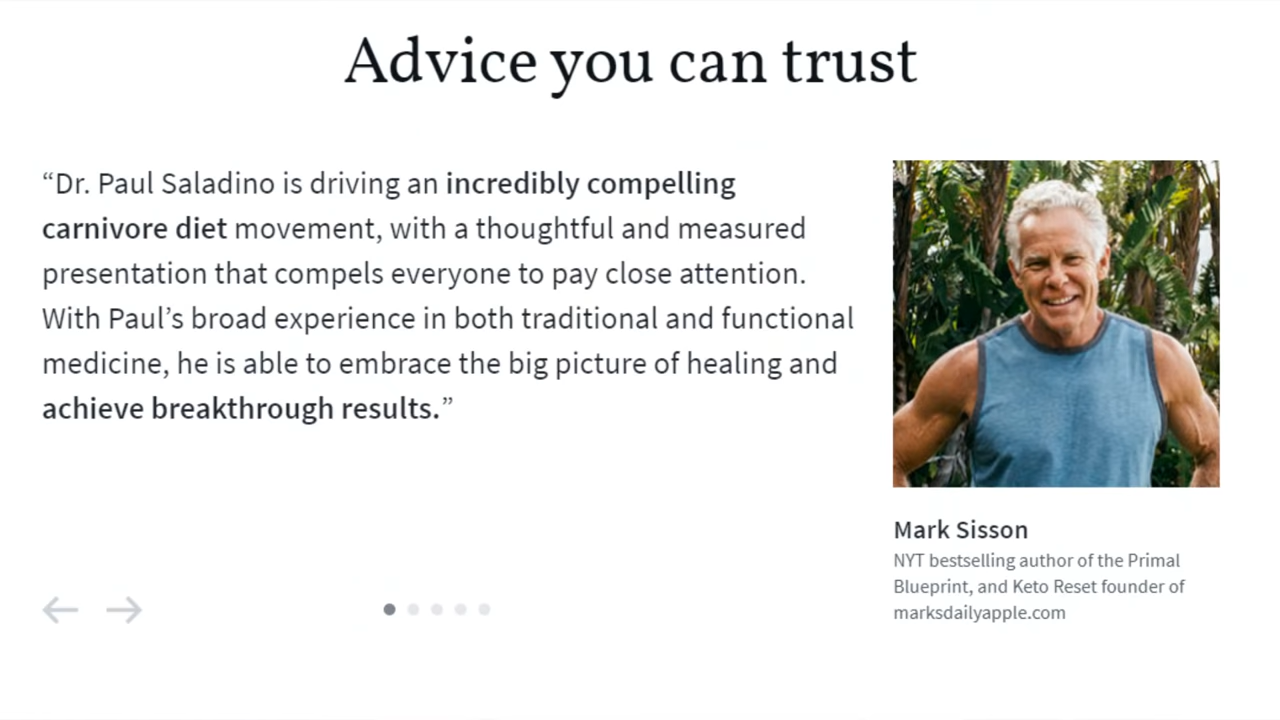 Advice you can trust
“Dr. Paul Saladino is driving an incredibly compelling
carnivore diet movement, with a thoughtful and measured
presentation that compels everyone to pay close attention.
With Paul’s broad experience in both traditional and functional
medicine, he is able to embrace the big picture of healing and
achieve breakthrough results.”
Mark Sisson
NYT bestselling author of the Primal
Blueprint, and Keto Reset founder of
marksdailyapple.com